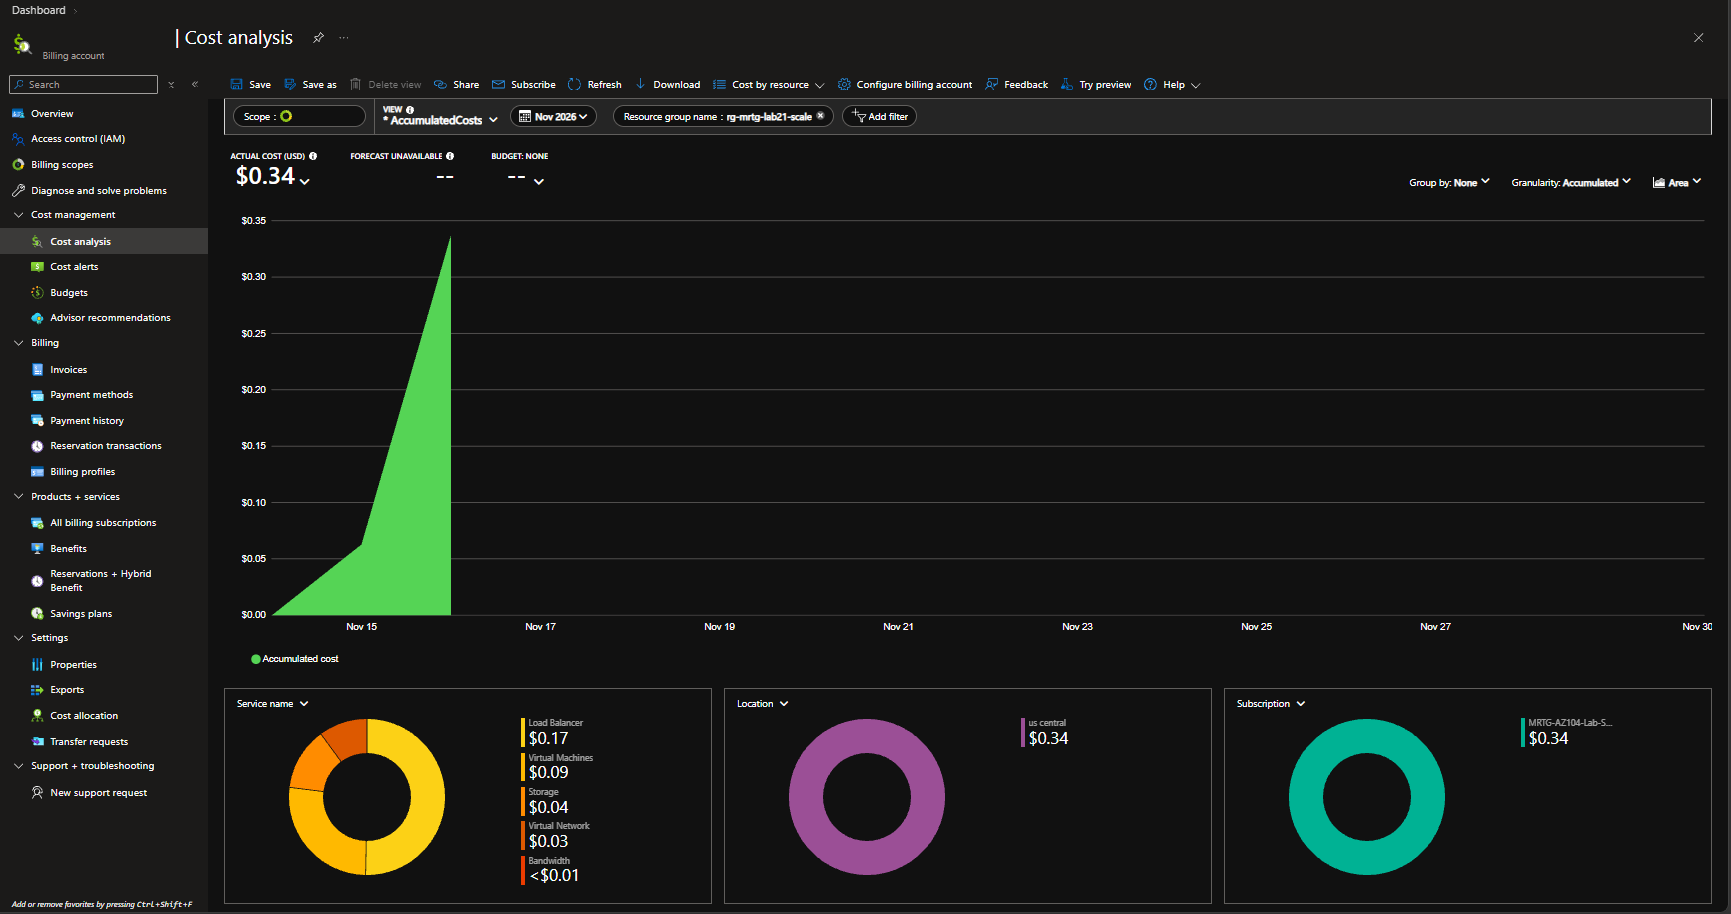 Dashboard
Billing account
| Cost analysis
...
Search
Overview
Access control (IAM)
Billing scopes
Diagnose and solve problems
Cost management
Cost analysis
Cost alerts
Budgets
Advisor recommendations
Billing
Invoices
Payment methods
Payment history
Reservation transactions
Billing profiles
Products + services
All billing subscriptions
Benefits
Reservations + Hybrid
Benefit
Savings plans
Settings
Properties
Exports
Cost allocation
Transfer requests
Support + troubleshooting
New support request
Add or remove favorites by pressing Ctrl+Shift+F
Save Save as Delete view Share Subscribe Refresh Download Cost by resource Configure billing account Feedback Try preview Help
Scope :
VIEW
* AccumulatedCosts
Nov 2026
Resource group name : rg-mrtg-lab21-scale
Add filter
ACTUAL COST (USD) FORECAST UNAVAILABLE BUDGET: NONE
$0.34 -- --
Group by: None Granularity: Accumulated Area
$0.35
$0.30
$0.25
$0.20
$0.15
$0.10
$0.05
$0.00
Nov 15 Nov 17 Nov 19 Nov 21 Nov 23 Nov 25 Nov 27 Nov 30
Accumulated cost
Service name
Load Balancer
$0.17
Virtual Machines
$0.09
Storage
$0.04
Virtual Network
$0.03
Bandwidth
<$0.01
Location
us central
$0.34
Subscription
MRTG-AZ104-Lab-S...
$0.34